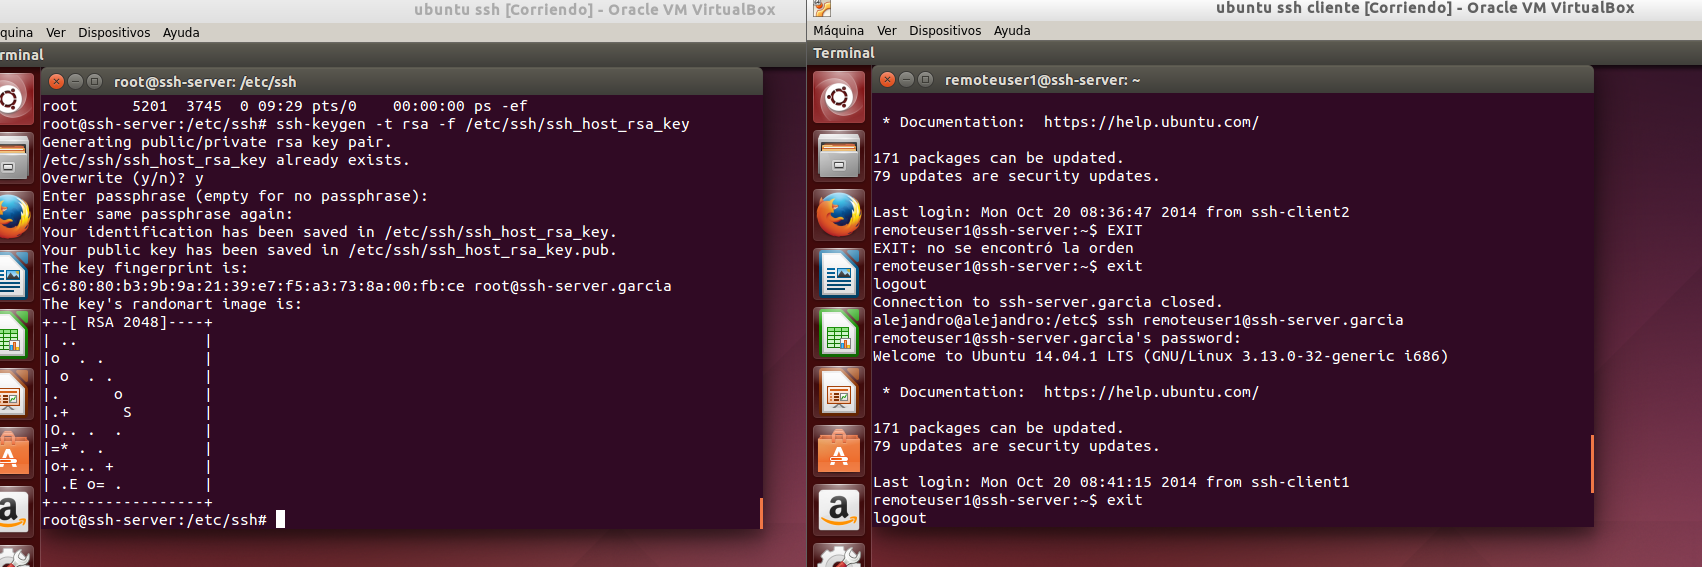 ubuntu ssh [Corriendo] - Oracle VM VirtualBox
quina Ver Dispositivos Ayuda
rminal
root@ssh-server: /etc/ssh
root      5201  3745  0 09:29 pts/0    00:00:00 ps -ef
root@ssh-server:/etc/ssh# ssh-keygen -t rsa -f /etc/ssh/ssh_host_rsa_key
Generating public/private rsa key pair.
/etc/ssh/ssh_host_rsa_key already exists.
Overwrite (y/n)? y
Enter passphrase (empty for no passphrase):
Enter same passphrase again:
Your identification has been saved in /etc/ssh/ssh_host_rsa_key.
Your public key has been saved in /etc/ssh/ssh_host_rsa_key.pub.
The key fingerprint is:
c6:80:80:b3:9b:9a:21:39:e7:f5:a3:73:8a:00:fb:ce root@ssh-server.garcia
The key's randomart image is:
+--[ RSA 2048]----+
| ..              |
|o  . .           |
| o  . .          |
|.      o         |
|.+      S        |
|O.. .  .         |
|=* . .           |
|o+... +          |
| .E o= .         |
+-----------------+
root@ssh-server:/etc/ssh#
ubuntu ssh cliente [Corriendo] - Oracle VM VirtualBox
Máquina Ver Dispositivos Ayuda
Terminal
remoteuser1@ssh-server: ~
 * Documentation:  https://help.ubuntu.com/
171 packages can be updated.
79 updates are security updates.
Last login: Mon Oct 20 08:36:47 2014 from ssh-client2
remoteuser1@ssh-server:~$ EXIT
EXIT: no se encontró la orden
remoteuser1@ssh-server:~$ exit
logout
Connection to ssh-server.garcia closed.
alejandro@alejandro:/etc$ ssh remoteuser1@ssh-server.garcia
remoteuser1@ssh-server.garcia's password:
Welcome to Ubuntu 14.04.1 LTS (GNU/Linux 3.13.0-32-generic i686)
 * Documentation:  https://help.ubuntu.com/
171 packages can be updated.
79 updates are security updates.
Last login: Mon Oct 20 08:41:15 2014 from ssh-client1
remoteuser1@ssh-server:~$ exit
logout